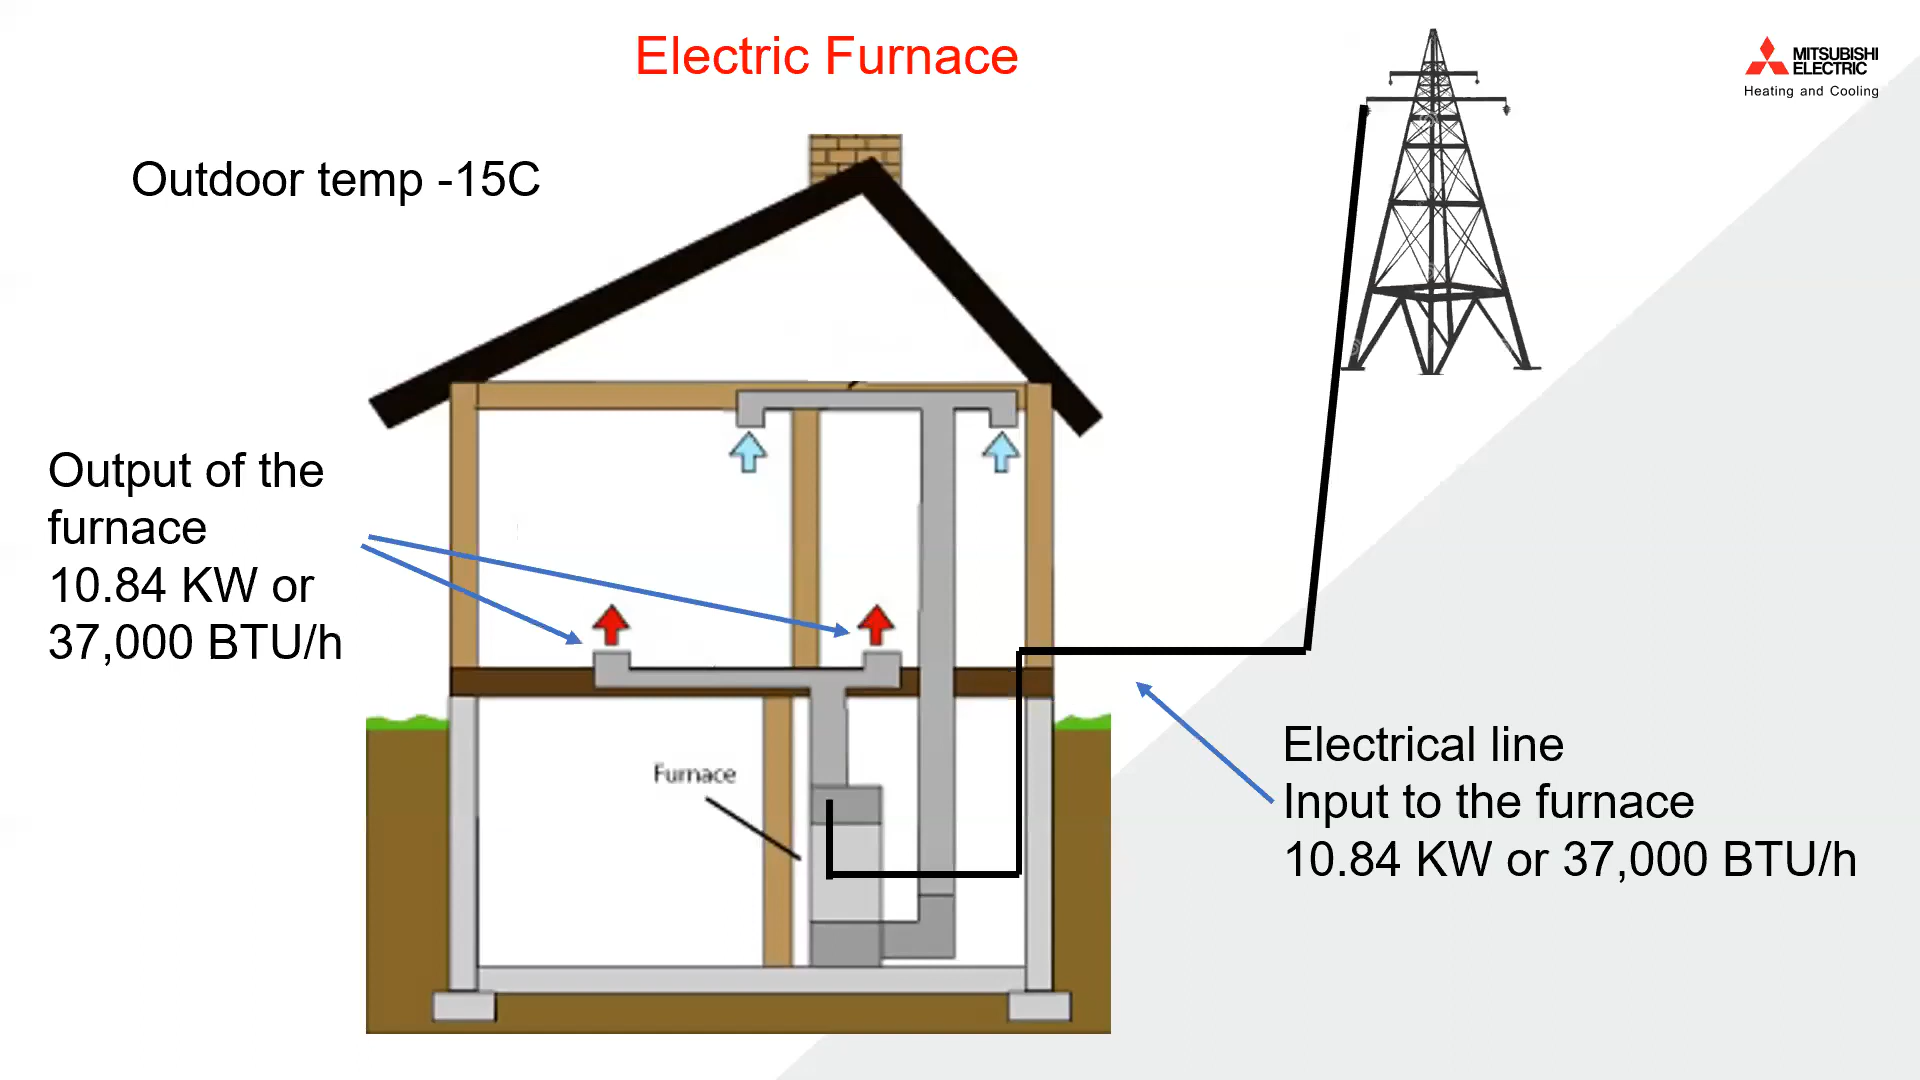 Electric Furnace
MITSUBISHI
ELECTRIC
Heating and Cooling
Outdoor temp -15C
Output of the
furnace
10.84 KW or
37,000 BTU/h
Furnace
Electrical line
Input to the furnace
10.84 KW or 37,000 BTU/h